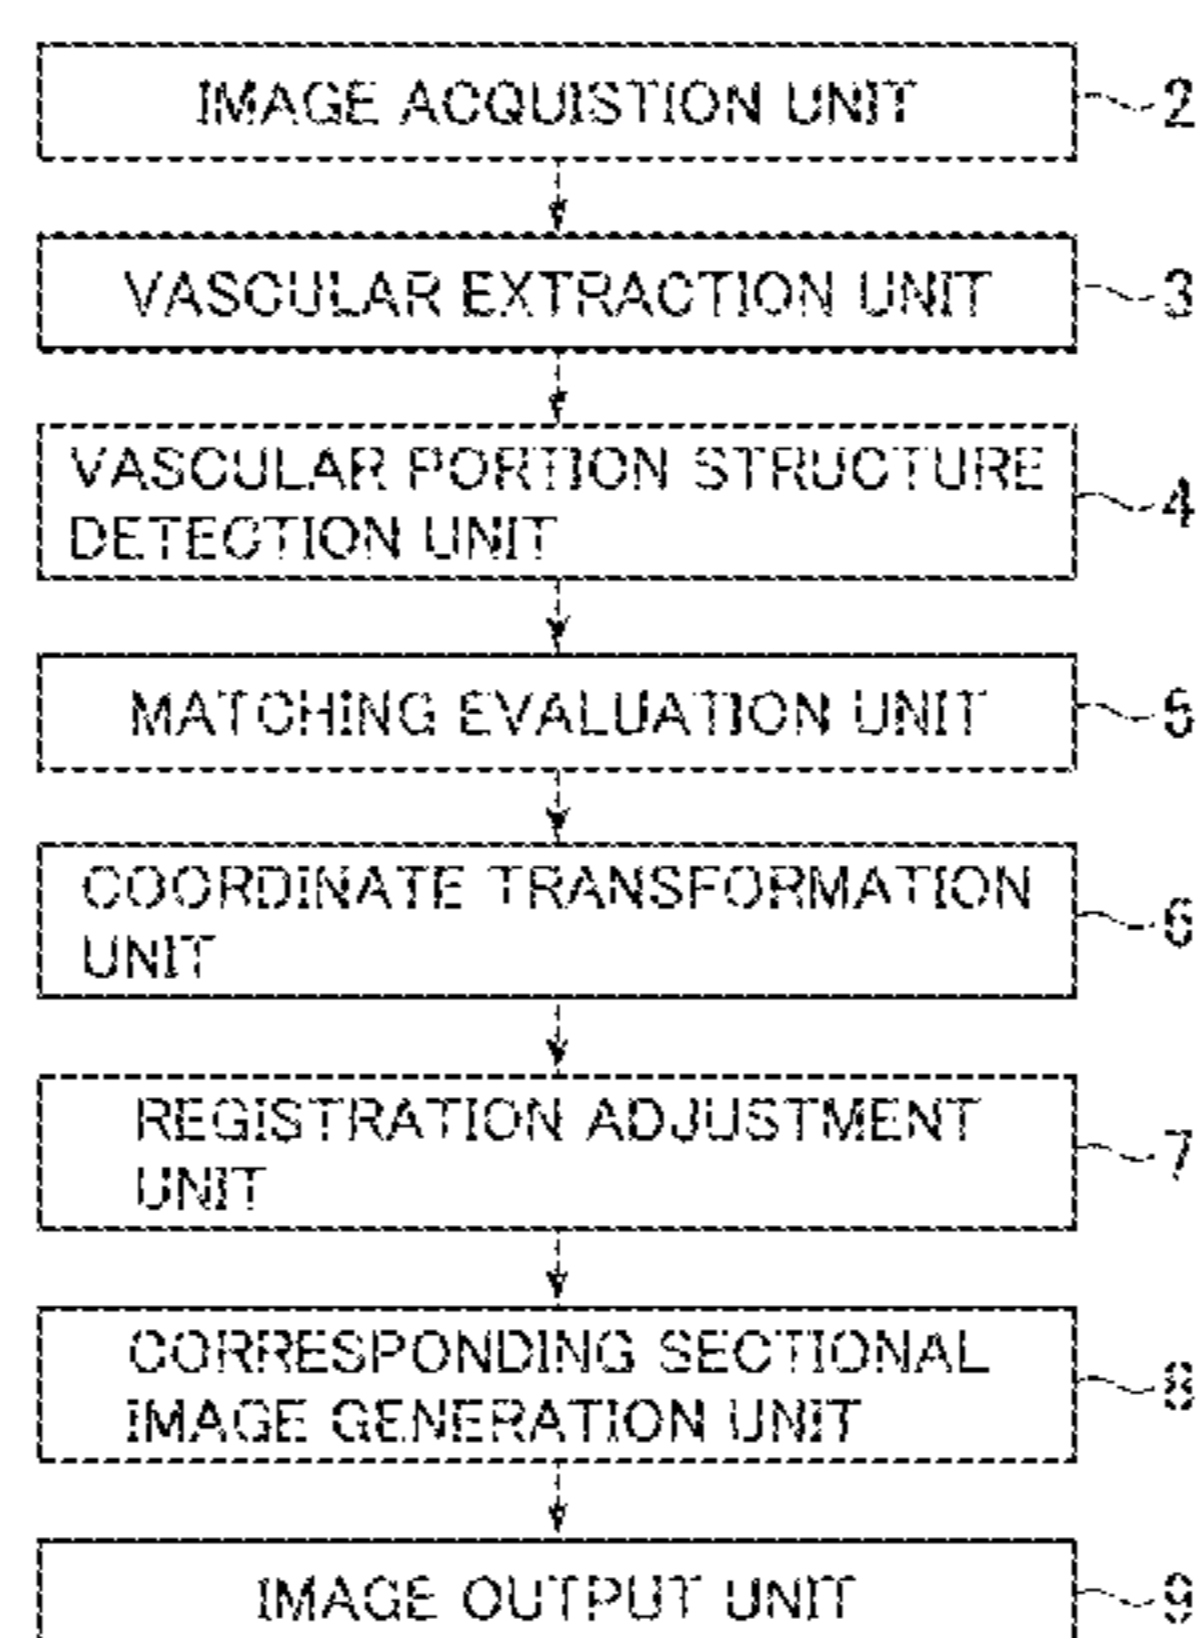 IMAGE ACQUISTION UNIT 2
VASCULAR EXTRACTION UNIT 3
VASCULAR PORTION STRUCTURE
DETECTION UNIT 4
MATCHING EVALUATION UNIT 5
COORDINATE TRANSFORMATION
UNIT 6
REGISTRATION ADJUSTMENT
UNIT 7
CORRESPONDING SECTIONAL
IMAGE GENERATION UNIT 8
IMAGE OUTPUT UNIT 9